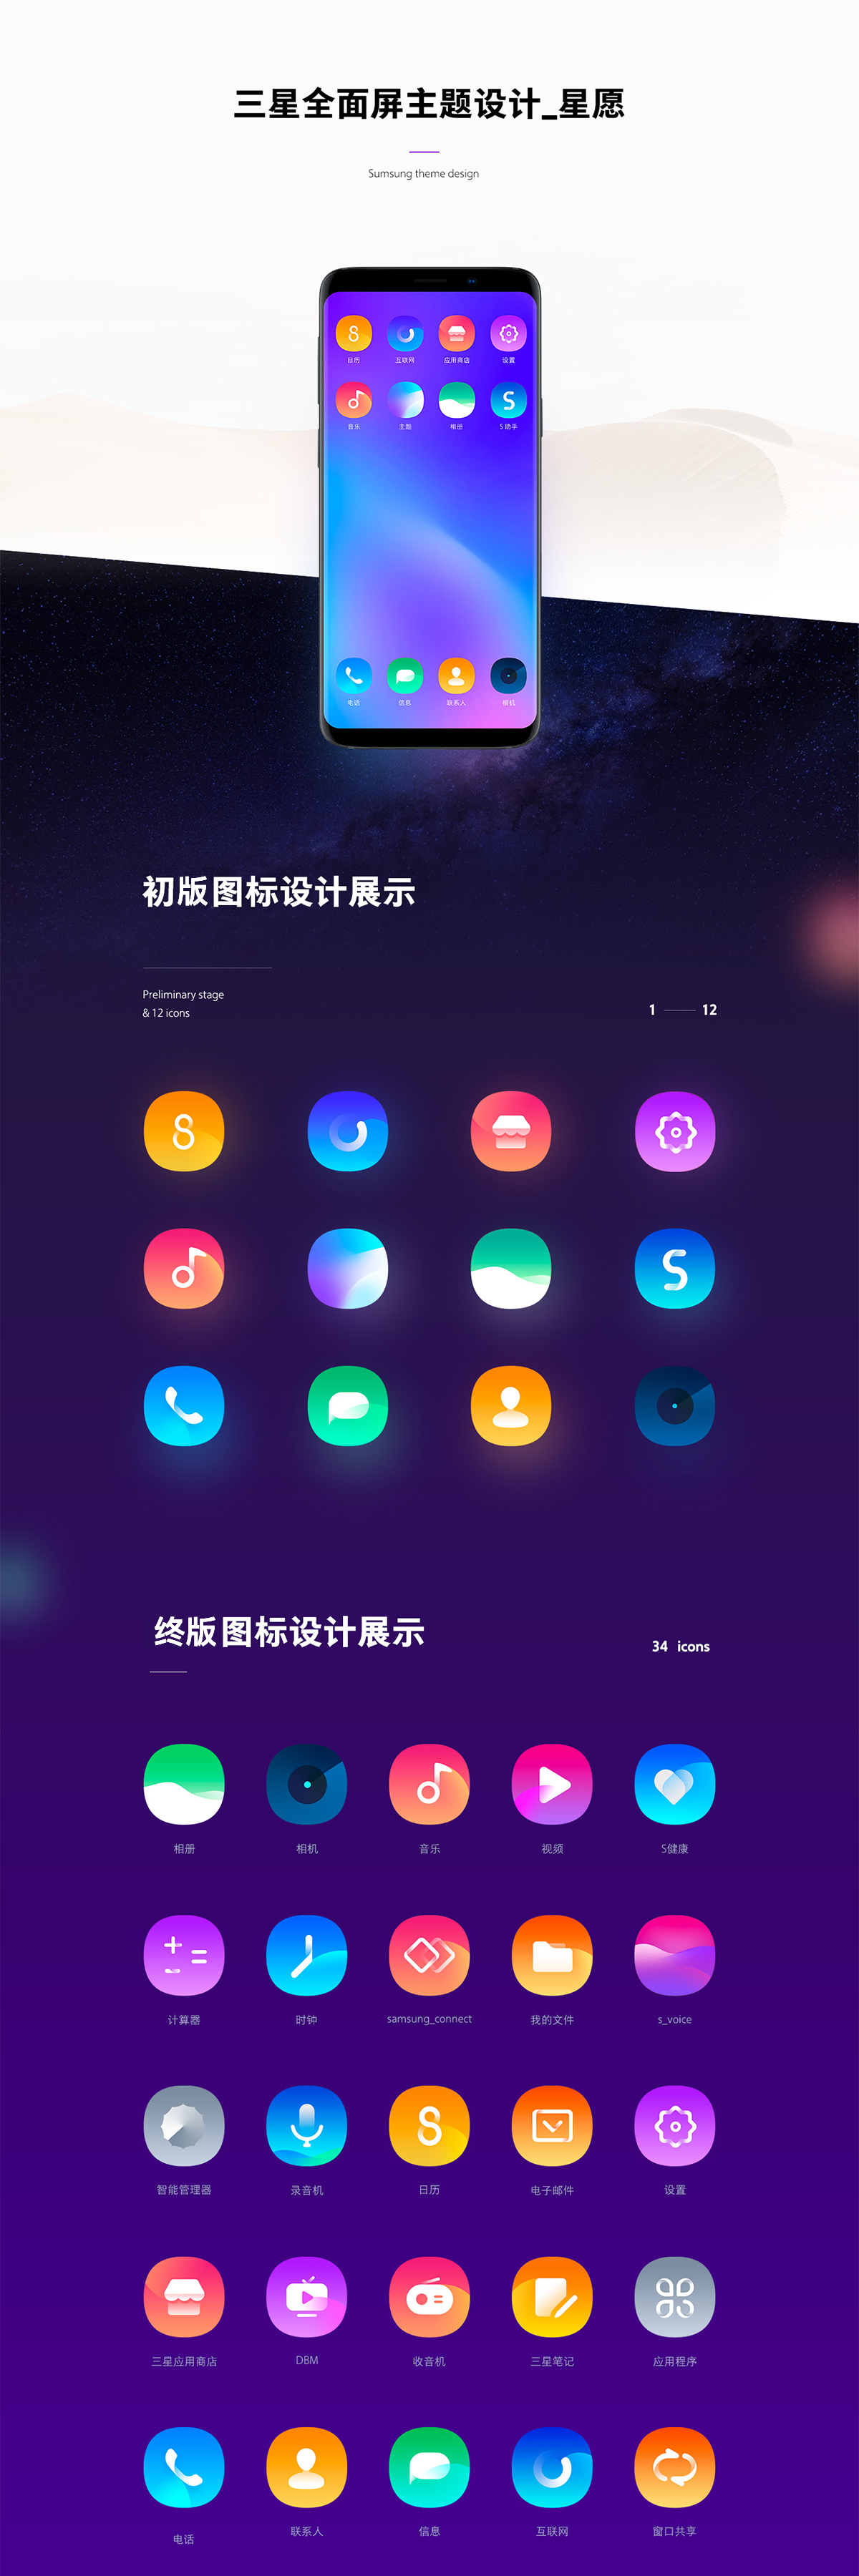 三星全面屏主题设计_星愿
Sumsung theme design
日历 互联网 应用商店 设置
音乐 主题 相册 S 助手
电话 信息 联系人 相机
初版图标设计展示
Preliminary stage
& 12 icons
1 12
终版图标设计展示
34 icons
相册 相机 音乐 视频 S健康
计算器 时钟 samsung_connect 我的文件 s_voice
智能管理器 录音机 日历 电子邮件 设置
三星应用商店 DBM 收音机 三星笔记 应用程序
电话 联系人 信息 互联网 窗口共享